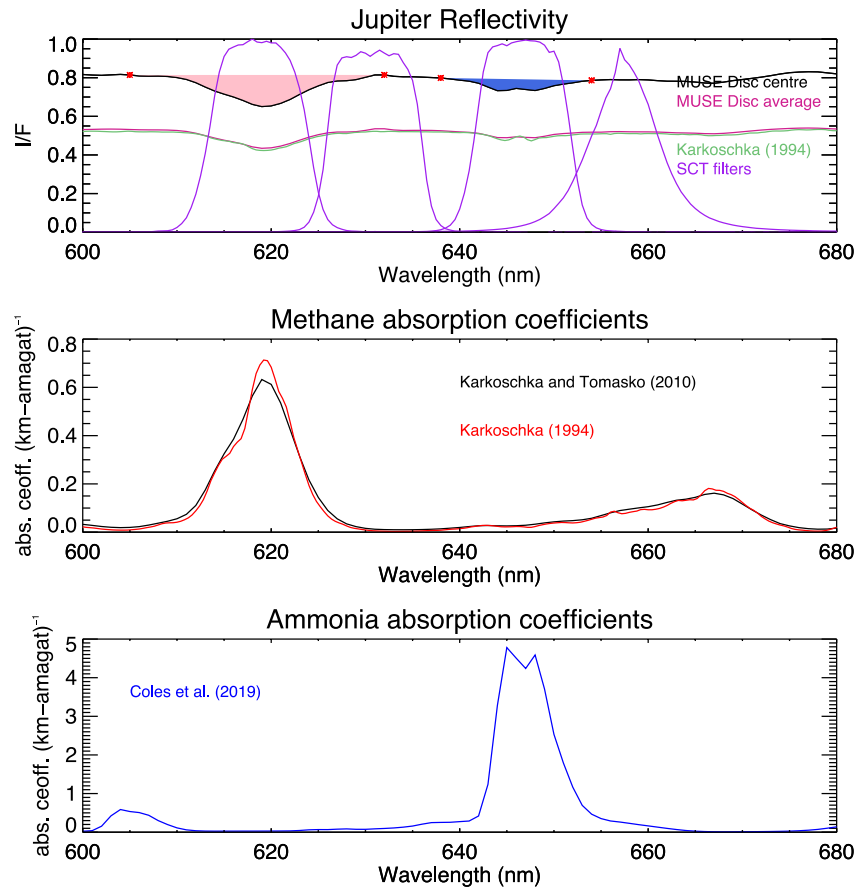 Jupiter Reflectivity
I/F
1.0
0.8
0.6
0.4
0.2
0.0
MUSE Disc centre
MUSE Disc average
Karkoschka (1994)
SCT filters
600 620 640 660 680
Wavelength (nm)
Methane absorption coefficients
abs. ceoff. (km-amagat)⁻¹
0.8
0.6
0.4
0.2
0.0
Karkoschka and Tomasko (2010)
Karkoschka (1994)
600 620 640 660 680
Wavelength (nm)
Ammonia absorption coefficients
abs. ceoff. (km-amagat)⁻¹
5
4
3
2
1
0
Coles et al. (2019)
600 620 640 660 680
Wavelength (nm)